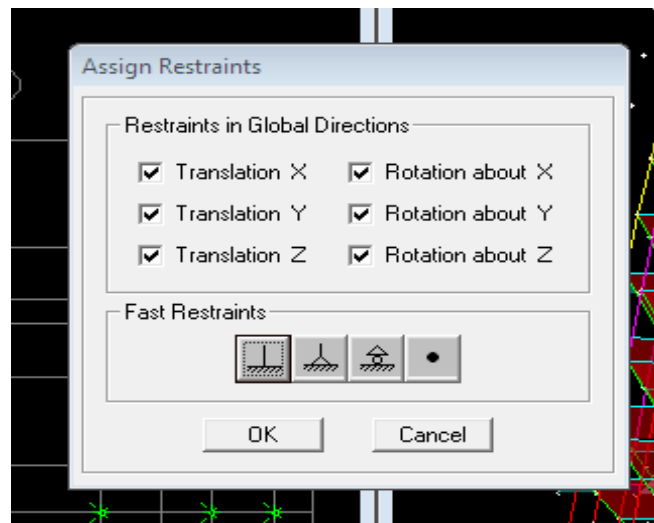 Assign Restraints
Restraints in Global Directions
Translation X Rotation about X
Translation Y Rotation about Y
Translation Z Rotation about Z
Fast Restraints
OK Cancel